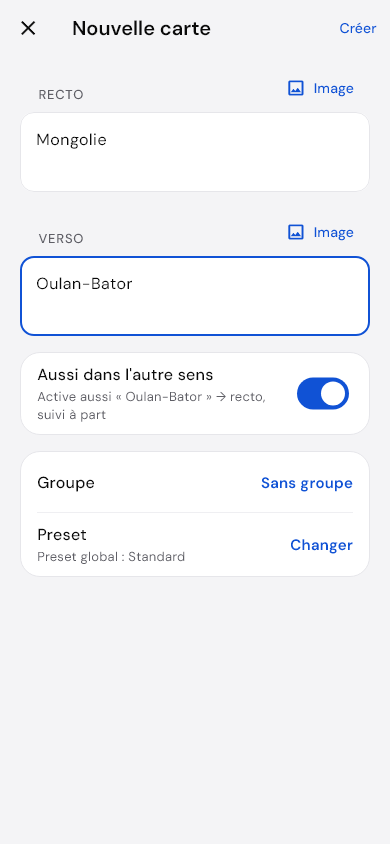 Nouvelle carte
Créer
RECTO
Image
Mongolie
VERSO
Image
Oulan-Bator
Aussi dans l'autre sens
Active aussi « Oulan-Bator » → recto,
suivi à part
Groupe
Sans groupe
Preset
Preset global : Standard
Changer